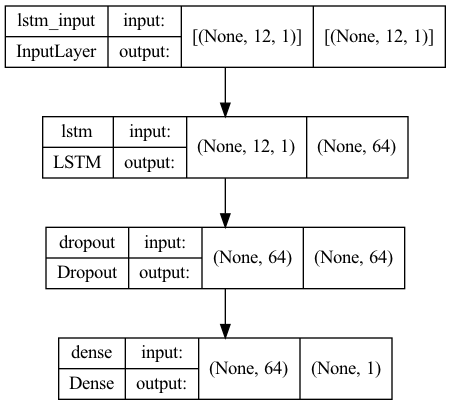 lstm_input input: [(None, 12, 1)] [(None, 12, 1)]
InputLayer output:
lstm input: (None, 12, 1) (None, 64)
LSTM output:
dropout input: (None, 64) (None, 64)
Dropout output:
dense input: (None, 64) (None, 1)
Dense output: